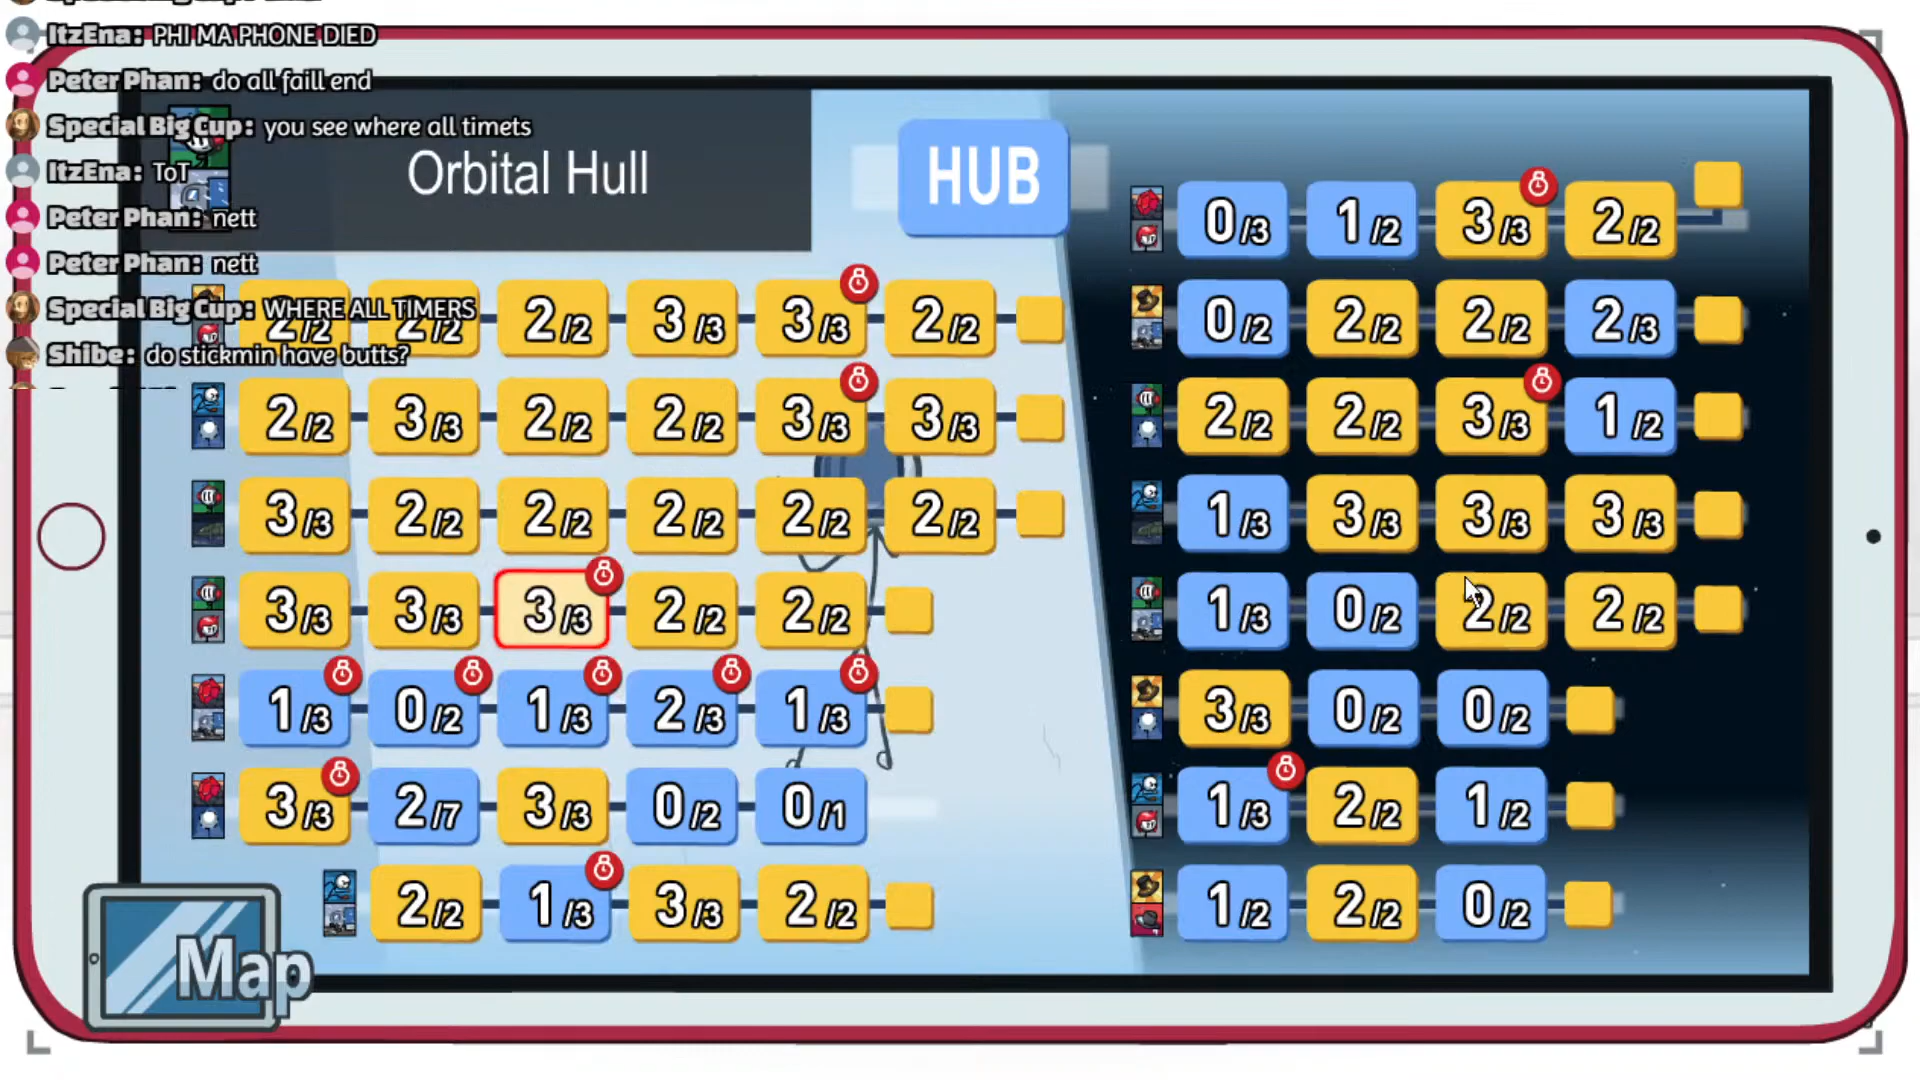 ItzEna: PHI MA PHONE DIED
Peter Phan: do all faill end
Special Big Cup: you see where all timets
ItzEna: ToT
Peter Phan: nett
Peter Phan: nett
Special Big Cup: WHERE ALL TIMERS
Shibe: do stickmin have butts?
Orbital Hull
HUB
2/2 2/2 2/2 3/3 3/3 2/2
2/2 3/3 2/2 2/2 3/3 3/3
3/3 2/2 2/2 2/2 2/2 2/2
3/3 3/3 3/3 2/2 2/2
1/3 0/2 1/3 2/3 1/3
3/3 2/7 3/3 0/2 0/1
2/2 1/3 3/3 2/2
0/3 1/2 3/3 2/2
0/2 2/2 2/2 2/3
2/2 2/2 3/3 1/2
1/3 3/3 3/3 3/3
1/3 0/2 2/2 2/2
3/3 0/2 0/2
1/3 2/2 1/2
1/2 2/2 0/2
Map